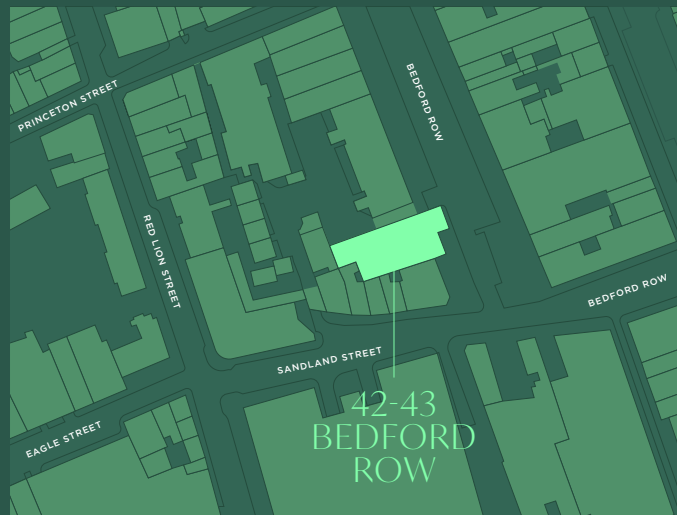 PRINCETON STREET
BEDFORD ROW
RED LION STREET
BEDFORD ROW
SANDLAND STREET
42-43
BEDFORD
ROW
EAGLE STREET